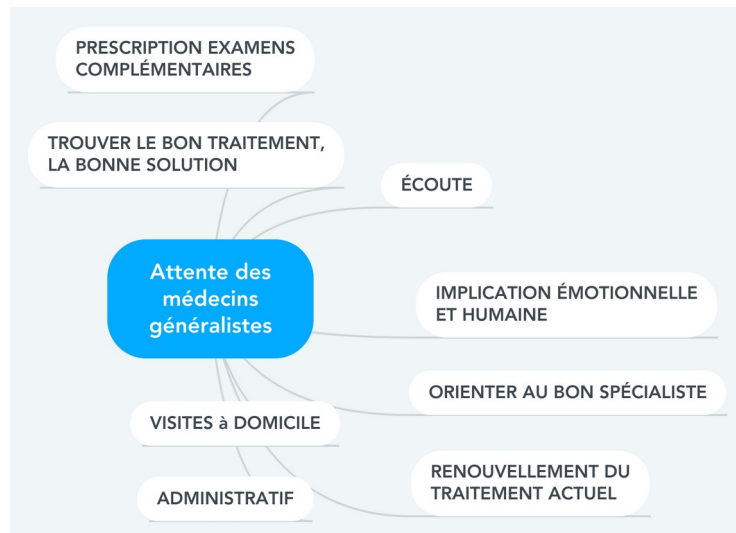 PRESCRIPTION EXAMENS
COMPLÉMENTAIRES
TROUVER LE BON TRAITEMENT,
LA BONNE SOLUTION
ÉCOUTE
Attente des
médecins
généralistes
IMPLICATION ÉMOTIONNELLE
ET HUMAINE
ORIENTER AU BON SPÉCIALISTE
VISITES à DOMICILE
RENOUVELLEMENT DU
TRAITEMENT ACTUEL
ADMINISTRATIF